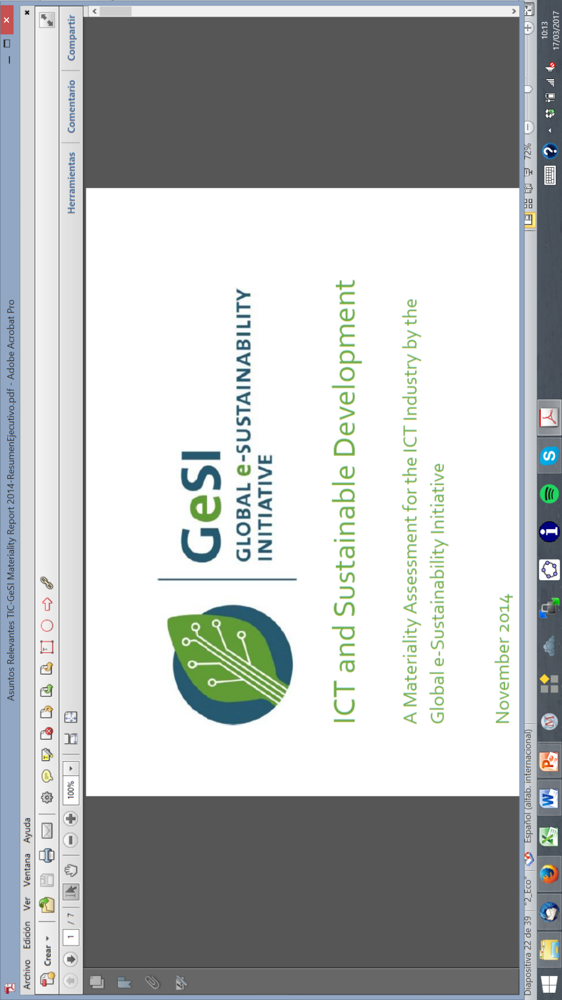 Asuntos Relevantes TIC-GeSI Materiality Report 2014-ResumenEjecutivo.pdf - Adobe Acrobat Pro
Archivo Edición Ver Ventana Ayuda
Crear
1 / 7 100% Herramientas Comentario Compartir
GeSI
GLOBAL e-SUSTAINABILITY
INITIATIVE
ICT and Sustainable Development
A Materiality Assessment for the ICT Industry by the
Global e-Sustainability Initiative
November 2014
Diapositiva 22 de 39 "2_Eco" Español (alfab. internacional) 72%
10:13
17/03/2017